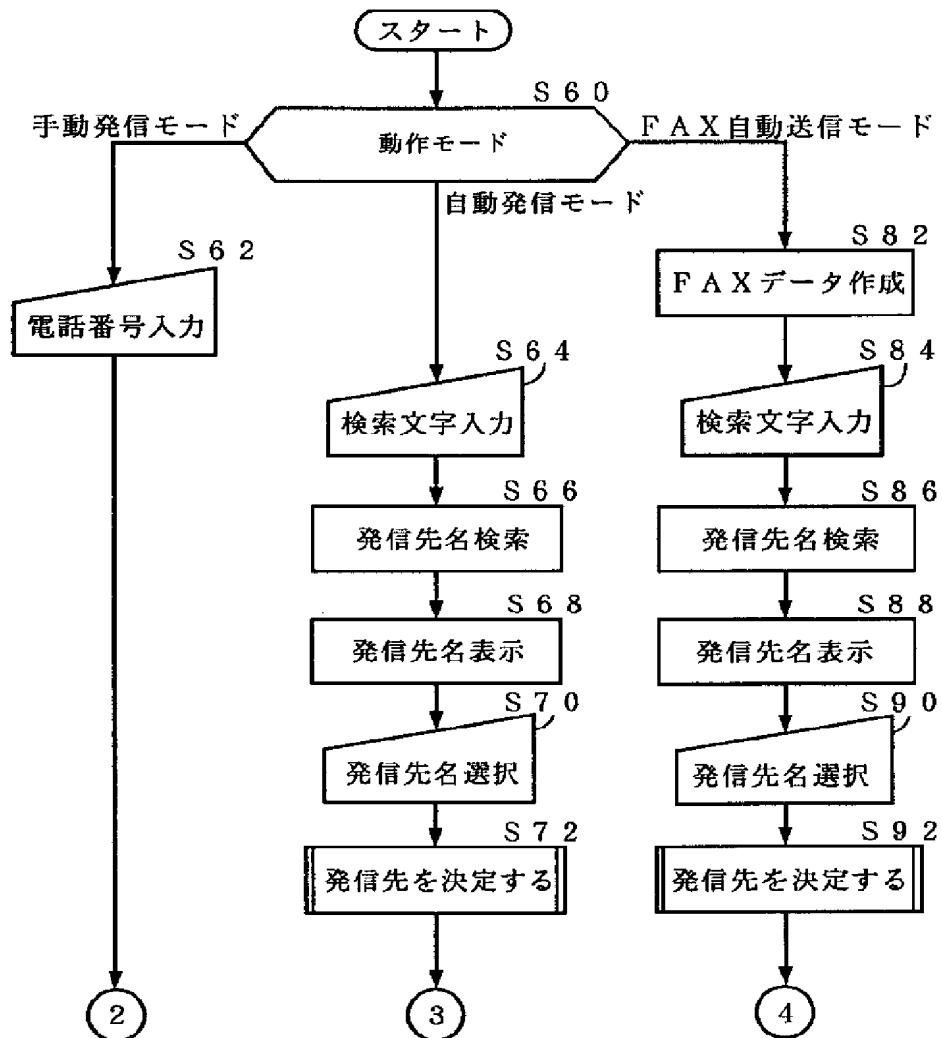 スタート
S60
動作モード
手動発信モード
自動発信モード
FAX自動送信モード
S62
電話番号入力
S64
検索文字入力
S66
発信先名検索
S68
発信先名表示
S70
発信先名選択
S72
発信先を決定する
S82
FAXデータ作成
S84
検索文字入力
S86
発信先名検索
S88
発信先名表示
S90
発信先名選択
S92
発信先を決定する
2
3
4